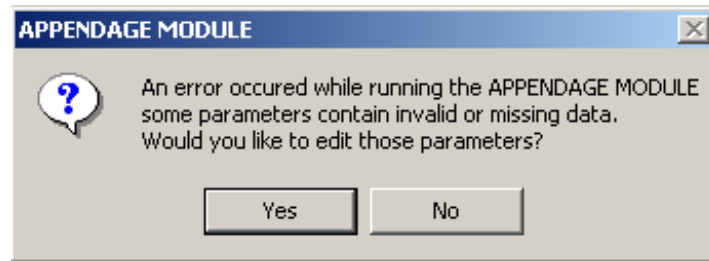 APPENDAGE MODULE
An error occured while running the APPENDAGE MODULE
some parameters contain invalid or missing data.
Would you like to edit those parameters?
Yes
No